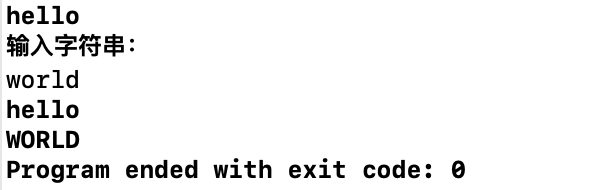 hello
输入字符串：
world
hello
WORLD
Program ended with exit code: 0